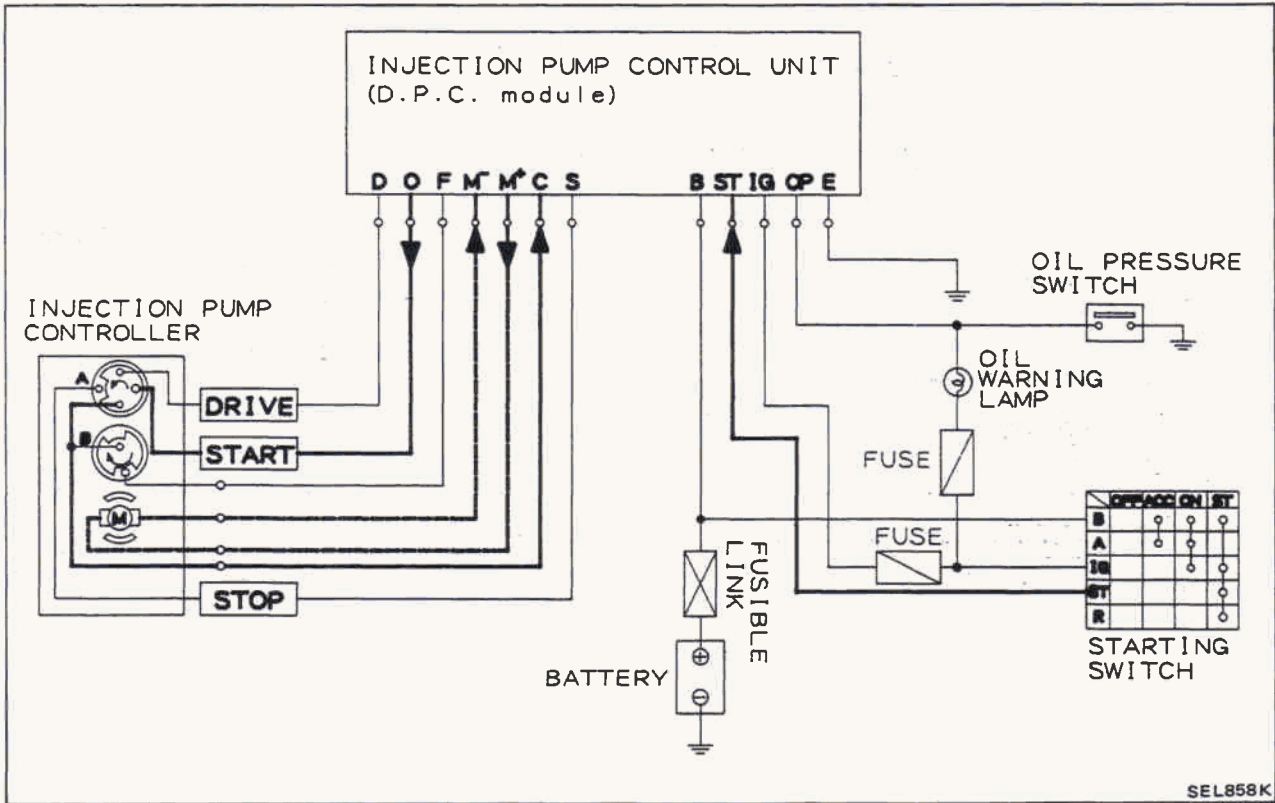 INJECTION PUMP CONTROL UNIT
(D.P.C. module)
D O F M⁻ M⁺ C S B ST IG OP E
OIL PRESSURE
SWITCH
INJECTION PUMP
CONTROLLER
A
DRIVE
OIL
WARNING
LAMP
B
START
FUSE
M
FUSE
OFF ACC ON ST
B
A
IG
ST
R
FUSIBLE
LINK
STOP
BATTERY
STARTING
SWITCH
SEL858K